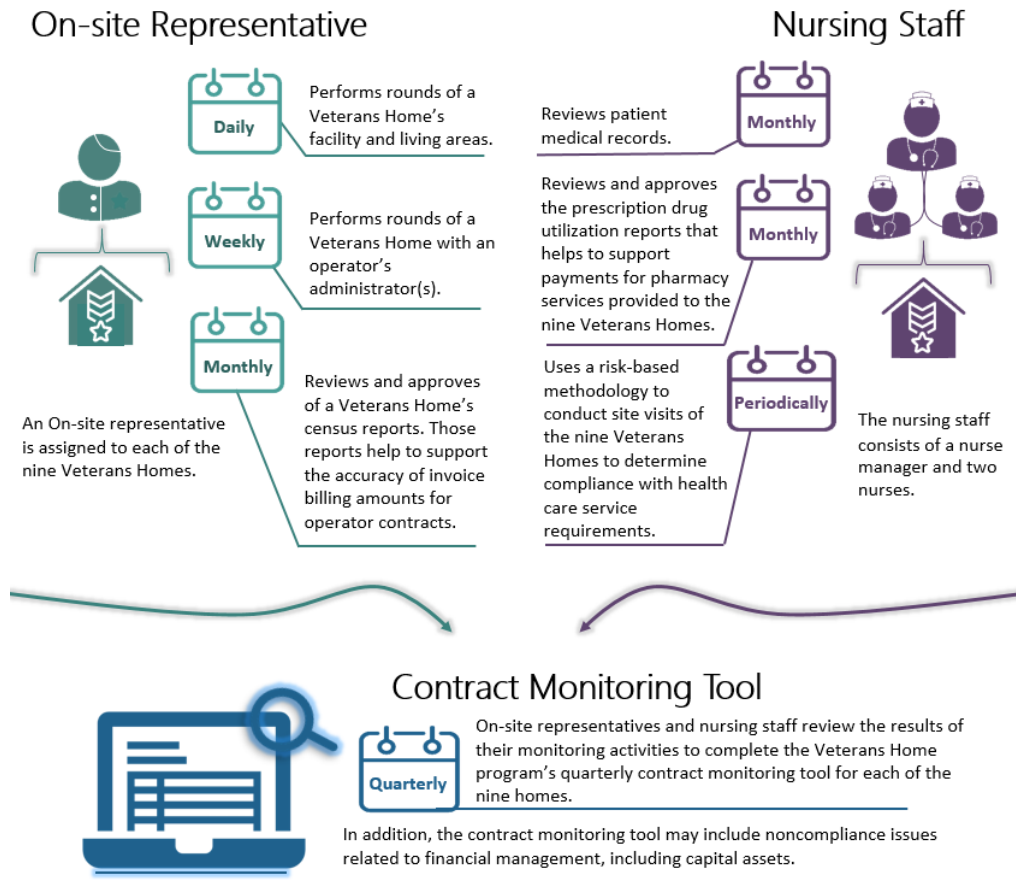 On-site Representative
Daily
Performs rounds of a
Veterans Home's
facility and living areas.
Weekly
Performs rounds of a
Veterans Home with an
operator's
administrator(s).
Monthly
Reviews and approves
of a Veterans Home's
census reports. Those
reports help to support
the accuracy of invoice
billing amounts for
operator contracts.
An On-site representative
is assigned to each of the
nine Veterans Homes.
Nursing Staff
Reviews patient
medical records.
Monthly
Reviews and approves
the prescription drug
utilization reports that
helps to support
payments for pharmacy
services provided to the
nine Veterans Homes.
Monthly
Uses a risk-based
methodology to
conduct site visits of
the nine Veterans
Homes to determine
compliance with health
care service
requirements.
Periodically
The nursing staff
consists of a nurse
manager and two
nurses.
Contract Monitoring Tool
Quarterly
On-site representatives and nursing staff review the results of
their monitoring activities to complete the Veterans Home
program's quarterly contract monitoring tool for each of the
nine homes.
In addition, the contract monitoring tool may include noncompliance issues
related to financial management, including capital assets.